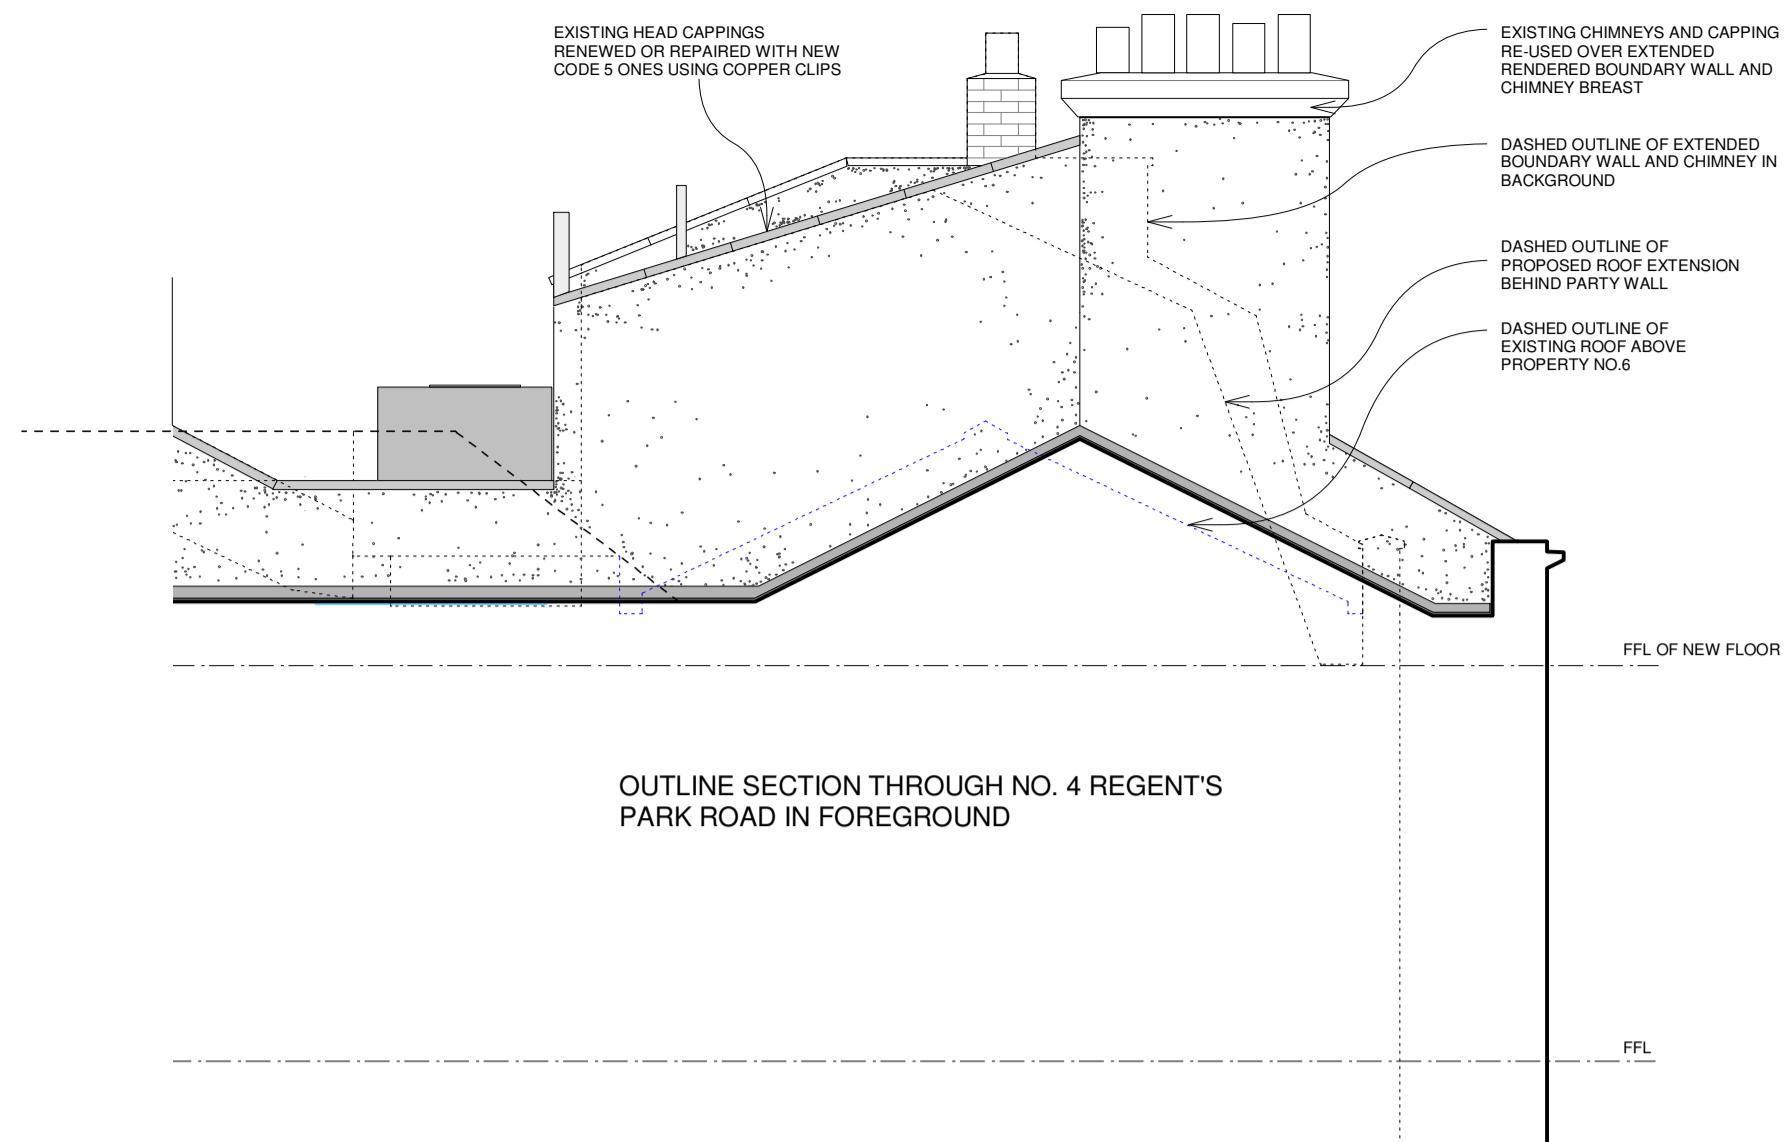 EXISTING HEAD CAPPINGS
RENEWED OR REPAIRED WITH NEW
CODE 5 ONES USING COPPER CLIPS
EXISTING CHIMNEYS AND CAPPING
RE-USED OVER EXTENDED
RENDERED BOUNDARY WALL AND
CHIMNEY BREAST
DASHED OUTLINE OF EXTENDED
BOUNDARY WALL AND CHIMNEY IN
BACKGROUND
DASHED OUTLINE OF
PROPOSED ROOF EXTENSION
BEHIND PARTY WALL
DASHED OUTLINE OF
EXISTING ROOF ABOVE
PROPERTY NO.6
FFL OF NEW FLOOR
OUTLINE SECTION THROUGH NO. 4 REGENT'S
PARK ROAD IN FOREGROUND
FFL